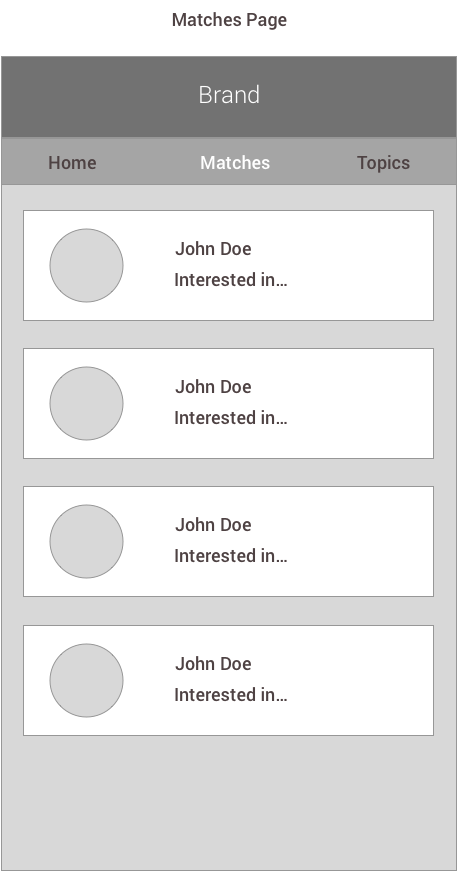 Matches Page
Brand
Home Matches Topics
John Doe
Interested in...
John Doe
Interested in...
John Doe
Interested in...
John Doe
Interested in...